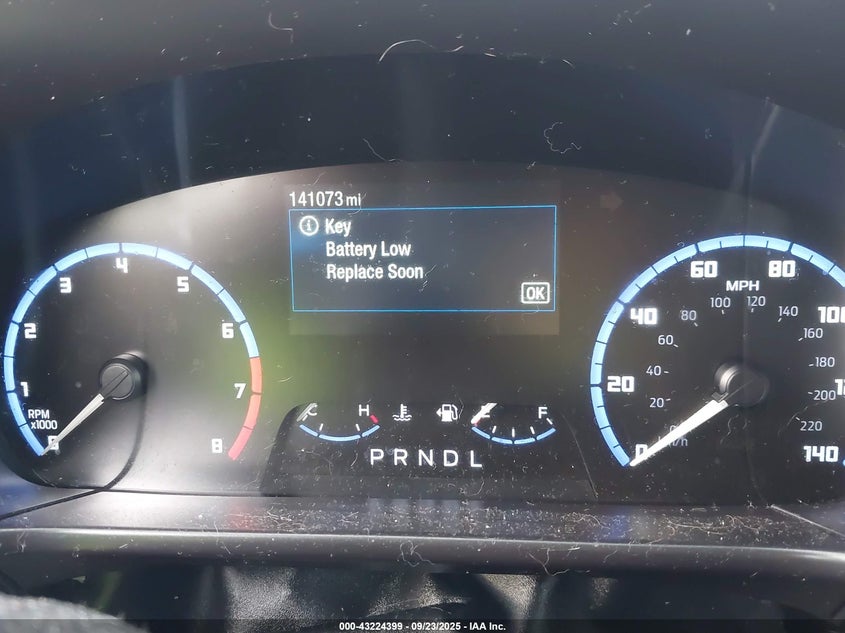 141073 mi
Key
Battery Low
Replace Soon
OK
1 2 3 4 5 6 7 8
RPM
x1000
C H
E F
P R N D L
0 20 40 60 80 100 140
MPH
20 40 60 80 100 120 140 160 180 200 220
000-43224399 - 09/23/2025 - IAA Inc.